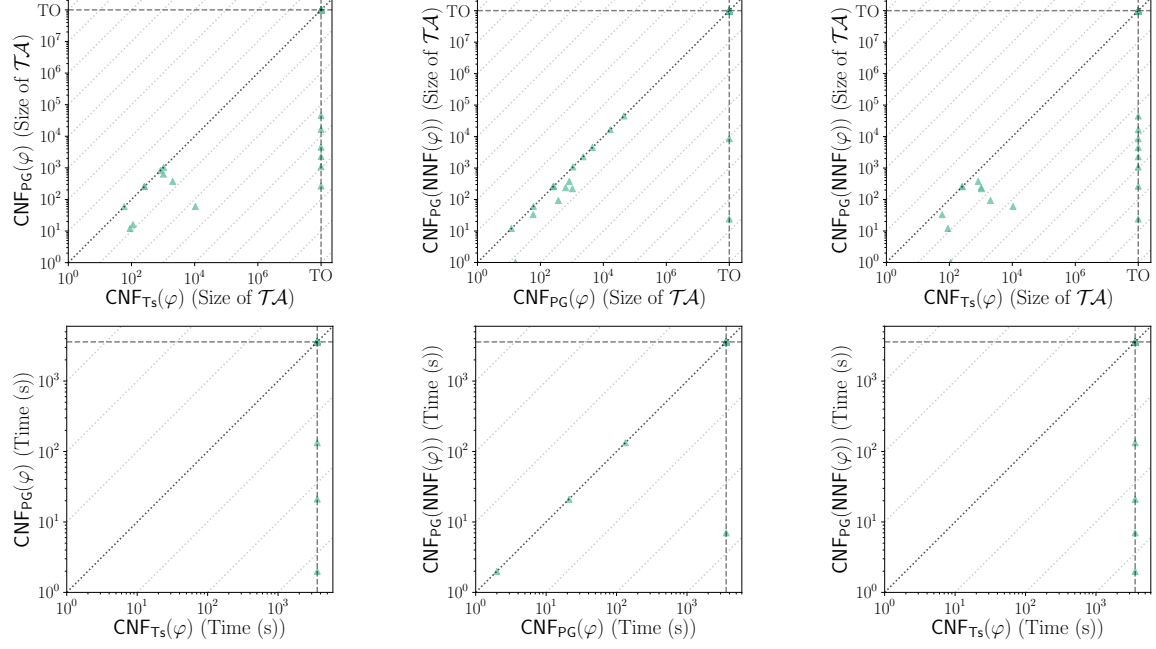 CNF_PG(φ) (Size of 𝒯𝒜)
TO
10^7
10^6
10^5
10^4
10^3
10^2
10^1
10^0
10^0 10^2 10^4 10^6 TO
CNF_Ts(φ) (Size of 𝒯𝒜)
CNF_PG(NNF(φ)) (Size of 𝒯𝒜)
TO
10^7
10^6
10^5
10^4
10^3
10^2
10^1
10^0
10^0 10^2 10^4 10^6 TO
CNF_PG(φ) (Size of 𝒯𝒜)
CNF_PG(NNF(φ)) (Size of 𝒯𝒜)
TO
10^7
10^6
10^5
10^4
10^3
10^2
10^1
10^0
10^0 10^2 10^4 10^6 TO
CNF_Ts(φ) (Size of 𝒯𝒜)
CNF_PG(φ) (Time (s))
10^3
10^2
10^1
10^0
10^0 10^1 10^2 10^3
CNF_Ts(φ) (Time (s))
CNF_PG(NNF(φ)) (Time (s))
10^3
10^2
10^1
10^0
10^0 10^1 10^2 10^3
CNF_PG(φ) (Time (s))
CNF_PG(NNF(φ)) (Time (s))
10^3
10^2
10^1
10^0
10^0 10^1 10^2 10^3
CNF_Ts(φ) (Time (s))